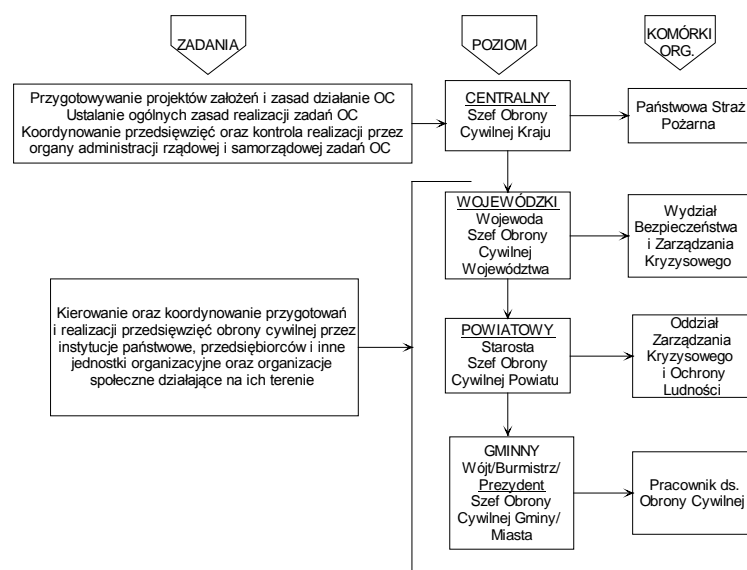 ZADANIA
POZIOM
KOMÓRKI
ORG.
Przygotowywanie projektów założeń i zasad działanie OC
Ustalanie ogólnych zasad realizacji zadań OC
Koordynowanie przedsięwzięć oraz kontrola realizacji przez
organy administracji rządowej i samorządowej zadań OC
CENTRALNY
Szef Obrony
Cywilnej Kraju
Państwowa Straż
Pożarna
WOJEWÓDZKI
Wojewoda
Szef Obrony
Cywilnej
Województwa
Wydział
Bezpieczeństwa
i Zarządzania
Kryzysowego
Kierowanie oraz koordynowanie przygotowań
i realizacji przedsięwzięć obrony cywilnej przez
instytucje państwowe, przedsiębiorców i inne
jednostki organizacyjne oraz organizacje
społeczne działające na ich terenie
POWIATOWY
Starosta
Szef Obrony
Cywilnej Powiatu
Oddział
Zarządzania
Kryzysowego
i Ochrony
Ludności
GMINNY
Wójt/Burmistrz/
Prezydent
Szef Obrony
Cywilnej Gminy/
Miasta
Pracownik ds.
Obrony Cywilnej